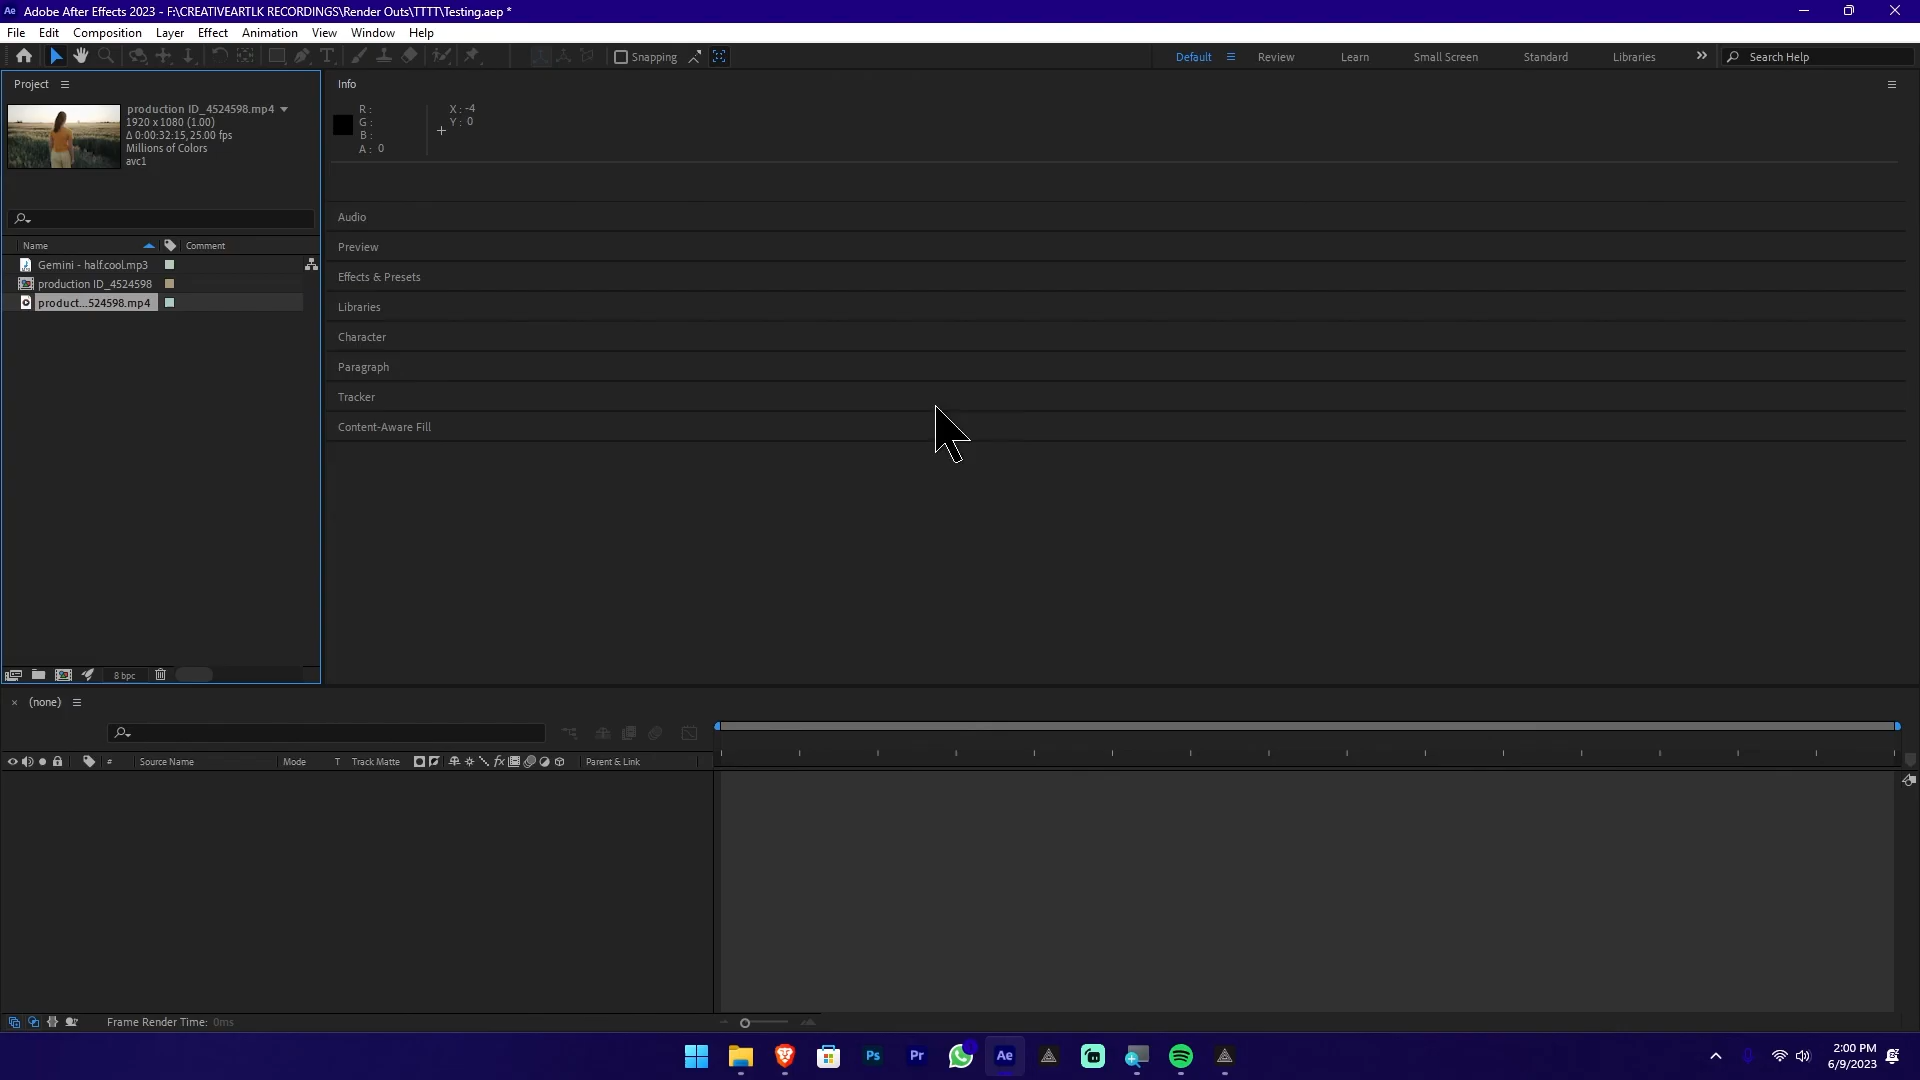 Ae Adobe After Effects 2023 - F:\CREATIVEARTLK RECORDINGS\Render Outs\TTTT\Testing.aep *
File Edit Composition Layer Effect Animation View Window Help
Snapping Default Review Learn Small Screen Standard Libraries Search Help
Project
production ID_4524598.mp4
1920 x 1080 (1.00)
Δ 0:00:32:15, 25.00 fps
Millions of Colors
avc1
Name Comment
Gemini - half.cool.mp3
production ID_4524598
product...524598.mp4
8 bpc
Info
R :
G :
B :
A : 0
X : -4
Y : 0
Audio
Preview
Effects & Presets
Libraries
Character
Paragraph
Tracker
Content-Aware Fill
(none)
# Source Name Mode T Track Matte fx Parent & Link
Frame Render Time: 0ms
Ps Pr Ae
2:00 PM
6/9/2023